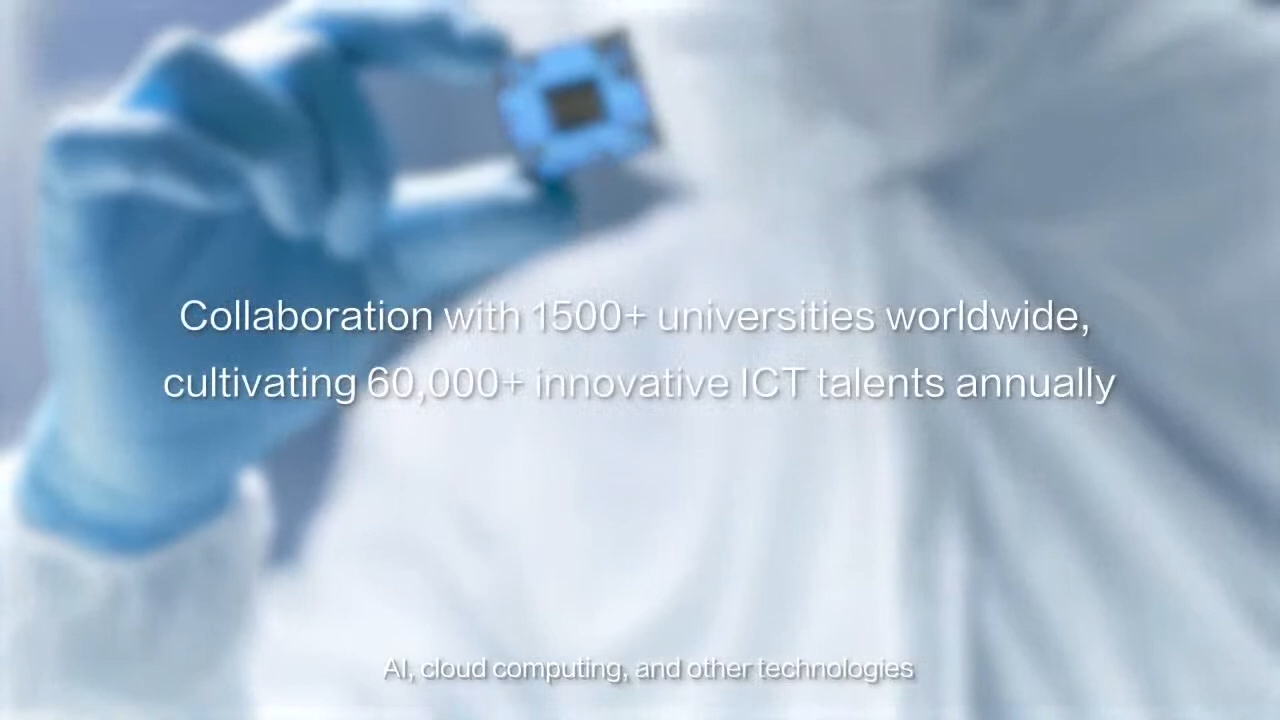 Collaboration with 1500+ universities worldwide,
cultivating 60,000+ innovative ICT talents annually
AI, cloud computing, and other technologies